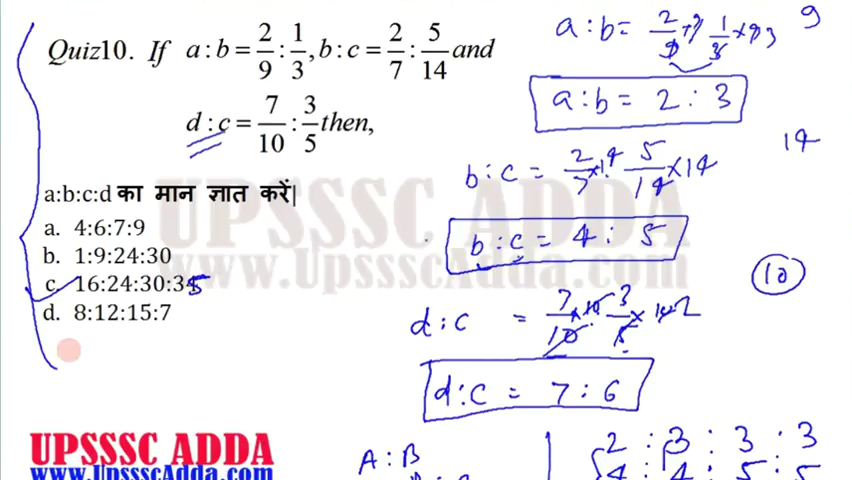 Quiz10. If a : b = 2/9 : 1/3, b : c = 2/7 : 5/14 and
d : c = 7/10 : 3/5 then,
a:b:c:d का मान ज्ञात करें|
a. 4:6:7:9
b. 1:9:24:30
c. 16:24:30:35
d. 8:12:15:7
UPSSSC ADDA
www.UpssscAdda.com
UPSSSC ADDA
www.UpssscAdda.com
9
a : b = 2/9 × 9 1/3 × 9 3
a : b = 2 : 3
14
b : c = 2/7 × 14 5/14 × 14
b : c = 4 : 5
10
d : c = 7/10 × 10 3/5 × 10 2
d : c = 7 : 6
A : B
2 : 3 : 3 : 3
4 : 4 : 5 : 5